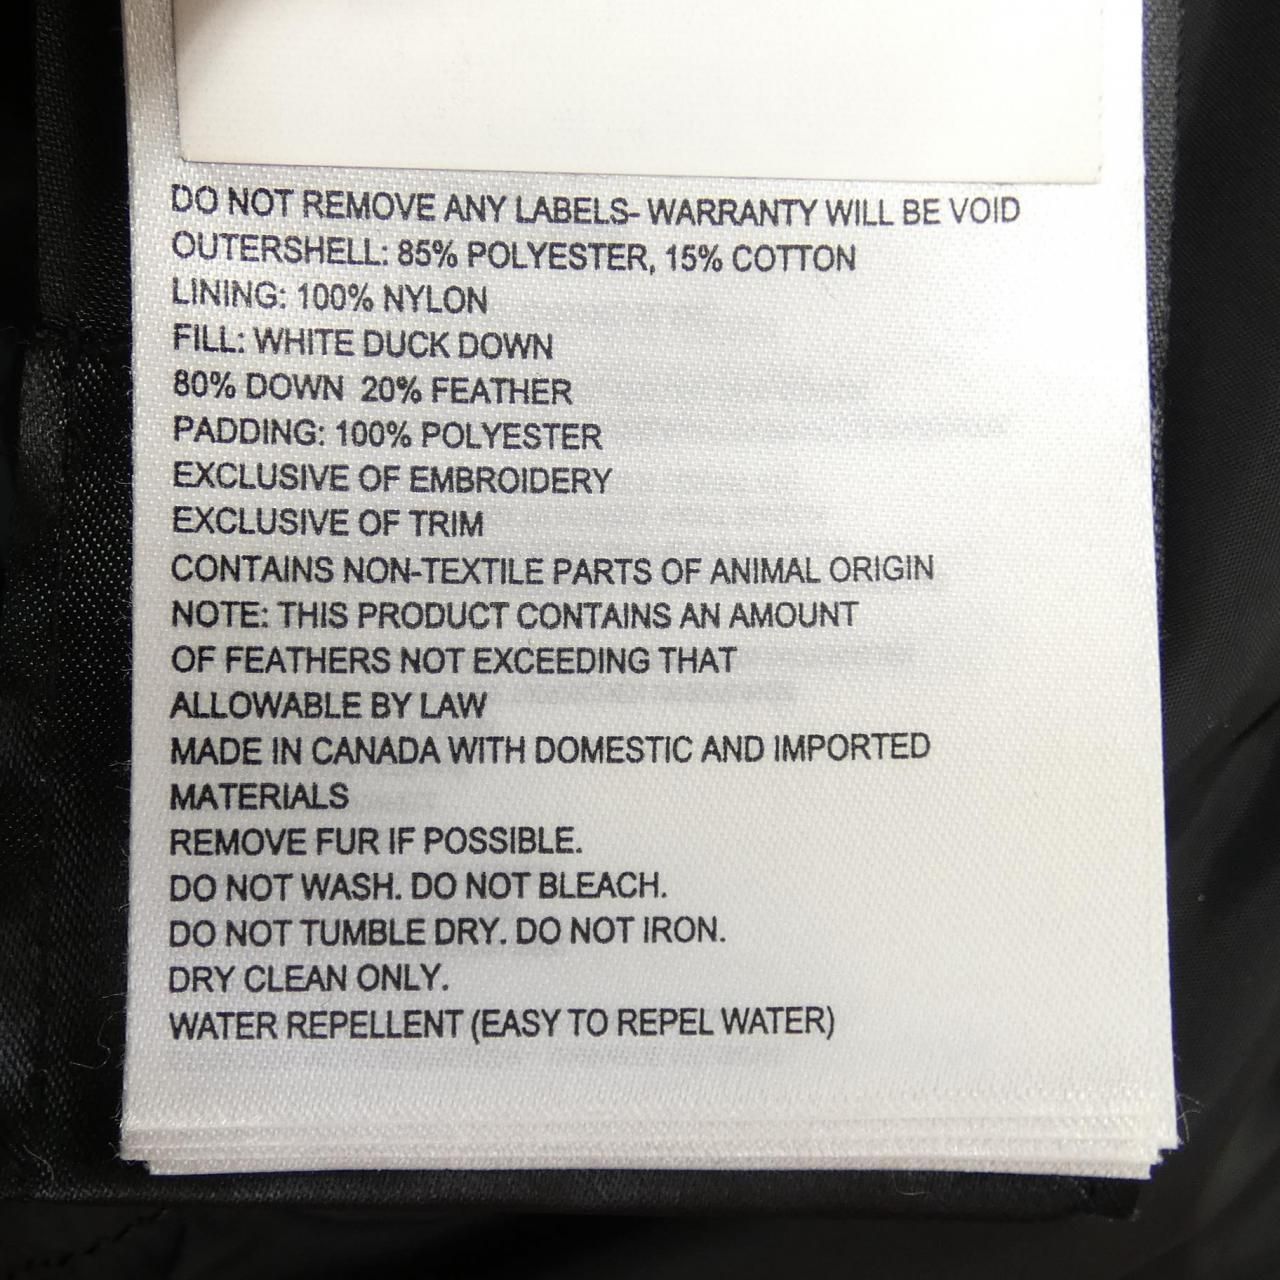 DO NOT REMOVE ANY LABELS- WARRANTY WILL BE VOID
OUTERSHELL: 85% POLYESTER, 15% COTTON
LINING: 100% NYLON
FILL: WHITE DUCK DOWN
80% DOWN 20% FEATHER
PADDING: 100% POLYESTER
EXCLUSIVE OF EMBROIDERY
EXCLUSIVE OF TRIM
CONTAINS NON-TEXTILE PARTS OF ANIMAL ORIGIN
NOTE: THIS PRODUCT CONTAINS AN AMOUNT
OF FEATHERS NOT EXCEEDING THAT
ALLOWABLE BY LAW
MADE IN CANADA WITH DOMESTIC AND IMPORTED
MATERIALS
REMOVE FUR IF POSSIBLE.
DO NOT WASH. DO NOT BLEACH.
DO NOT TUMBLE DRY. DO NOT IRON.
DRY CLEAN ONLY.
WATER REPELLENT (EASY TO REPEL WATER)